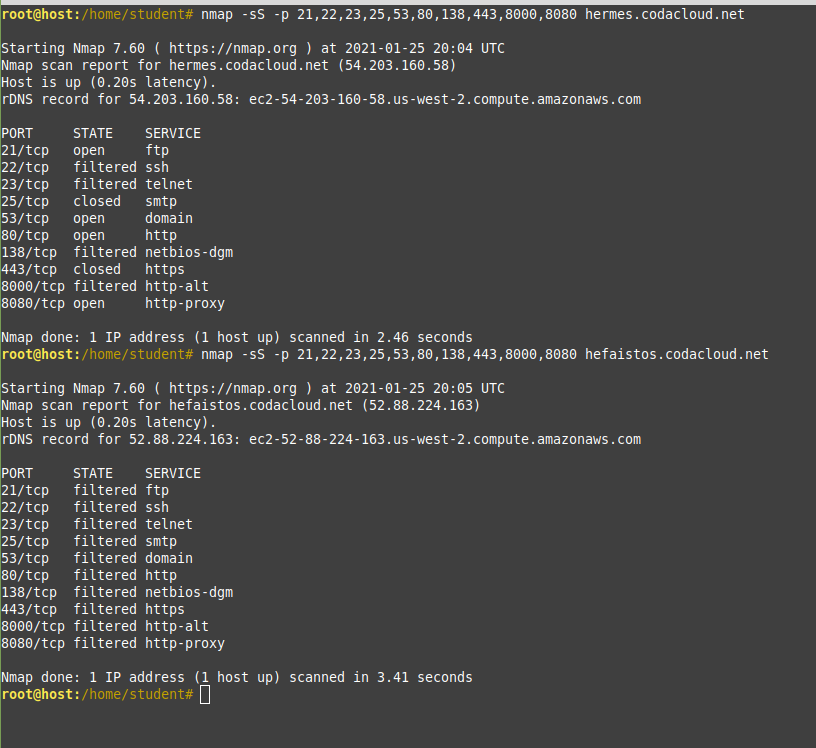 root@host:/home/student# nmap -sS -p 21,22,23,25,53,80,138,443,8000,8080 hermes.codacloud.net
Starting Nmap 7.60 ( https://nmap.org ) at 2021-01-25 20:04 UTC
Nmap scan report for hermes.codacloud.net (54.203.160.58)
Host is up (0.20s latency).
rDNS record for 54.203.160.58: ec2-54-203-160-58.us-west-2.compute.amazonaws.com
PORT     STATE    SERVICE
21/tcp   open     ftp
22/tcp   filtered ssh
23/tcp   filtered telnet
25/tcp   closed   smtp
53/tcp   open     domain
80/tcp   open     http
138/tcp  filtered netbios-dgm
443/tcp  closed   https
8000/tcp filtered http-alt
8080/tcp open     http-proxy
Nmap done: 1 IP address (1 host up) scanned in 2.46 seconds
root@host:/home/student# nmap -sS -p 21,22,23,25,53,80,138,443,8000,8080 hefaistos.codacloud.net
Starting Nmap 7.60 ( https://nmap.org ) at 2021-01-25 20:05 UTC
Nmap scan report for hefaistos.codacloud.net (52.88.224.163)
Host is up (0.20s latency).
rDNS record for 52.88.224.163: ec2-52-88-224-163.us-west-2.compute.amazonaws.com
PORT     STATE    SERVICE
21/tcp   filtered ftp
22/tcp   filtered ssh
23/tcp   filtered telnet
25/tcp   filtered smtp
53/tcp   filtered domain
80/tcp   filtered http
138/tcp  filtered netbios-dgm
443/tcp  filtered https
8000/tcp filtered http-alt
8080/tcp filtered http-proxy
Nmap done: 1 IP address (1 host up) scanned in 3.41 seconds
root@host:/home/student#